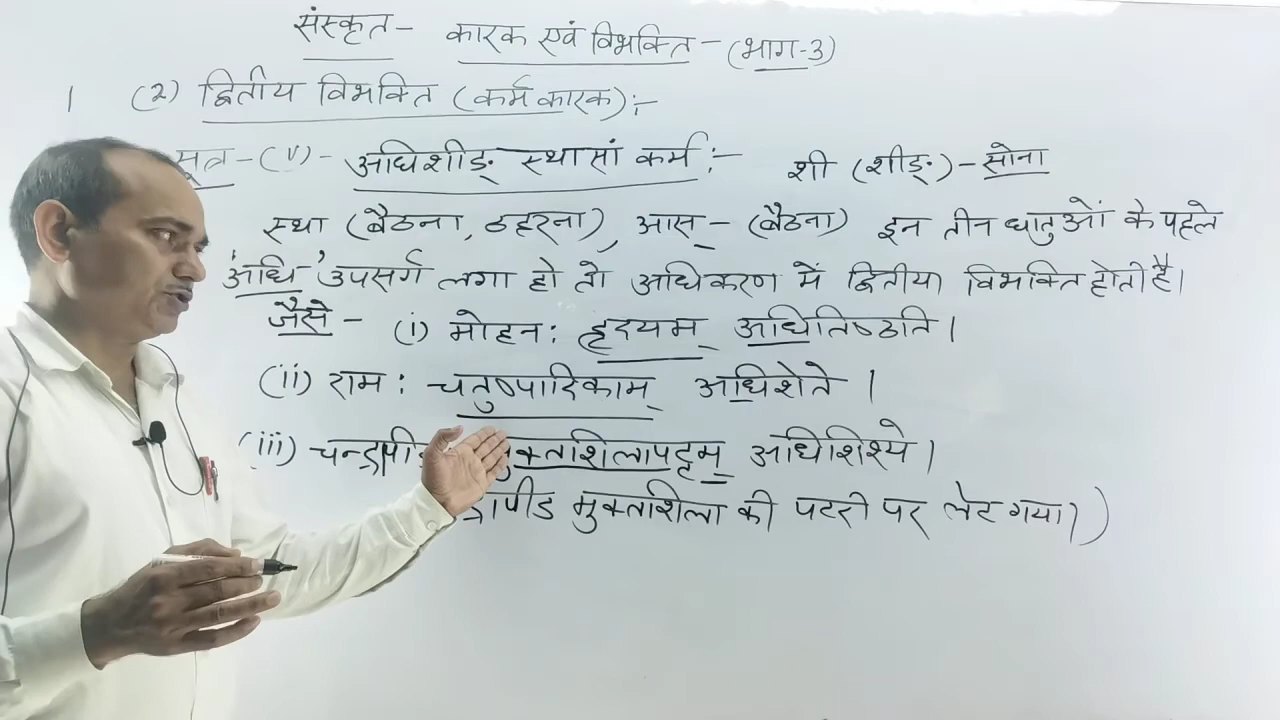 संस्कृत- कारक एवं विभक्ति - (भाग-3)
। (2) द्वितीय विभक्ति (कर्म कारक):-
सूत्र-(v)- अधिशीङ् स्थासां कर्म:- शी (शीङ्)-सोना
स्था (बैठना, ठहरना), आस् - (बैठना) इन तीन धातुओं के पहले
'अधि-' उपसर्ग लगा हो तो अधिकरण में द्वितीया विभक्ति होती है।
जैसे - (i) मोहन: हृदयम् अधितिष्ठति।
(ii) राम: चतुष्पादिकाम् अधिशेते।
(iii) मुक्ताशिलापट्टम् अधिशिश्ये।
मुक्ताशिला की पटरी पर लेट गया।)